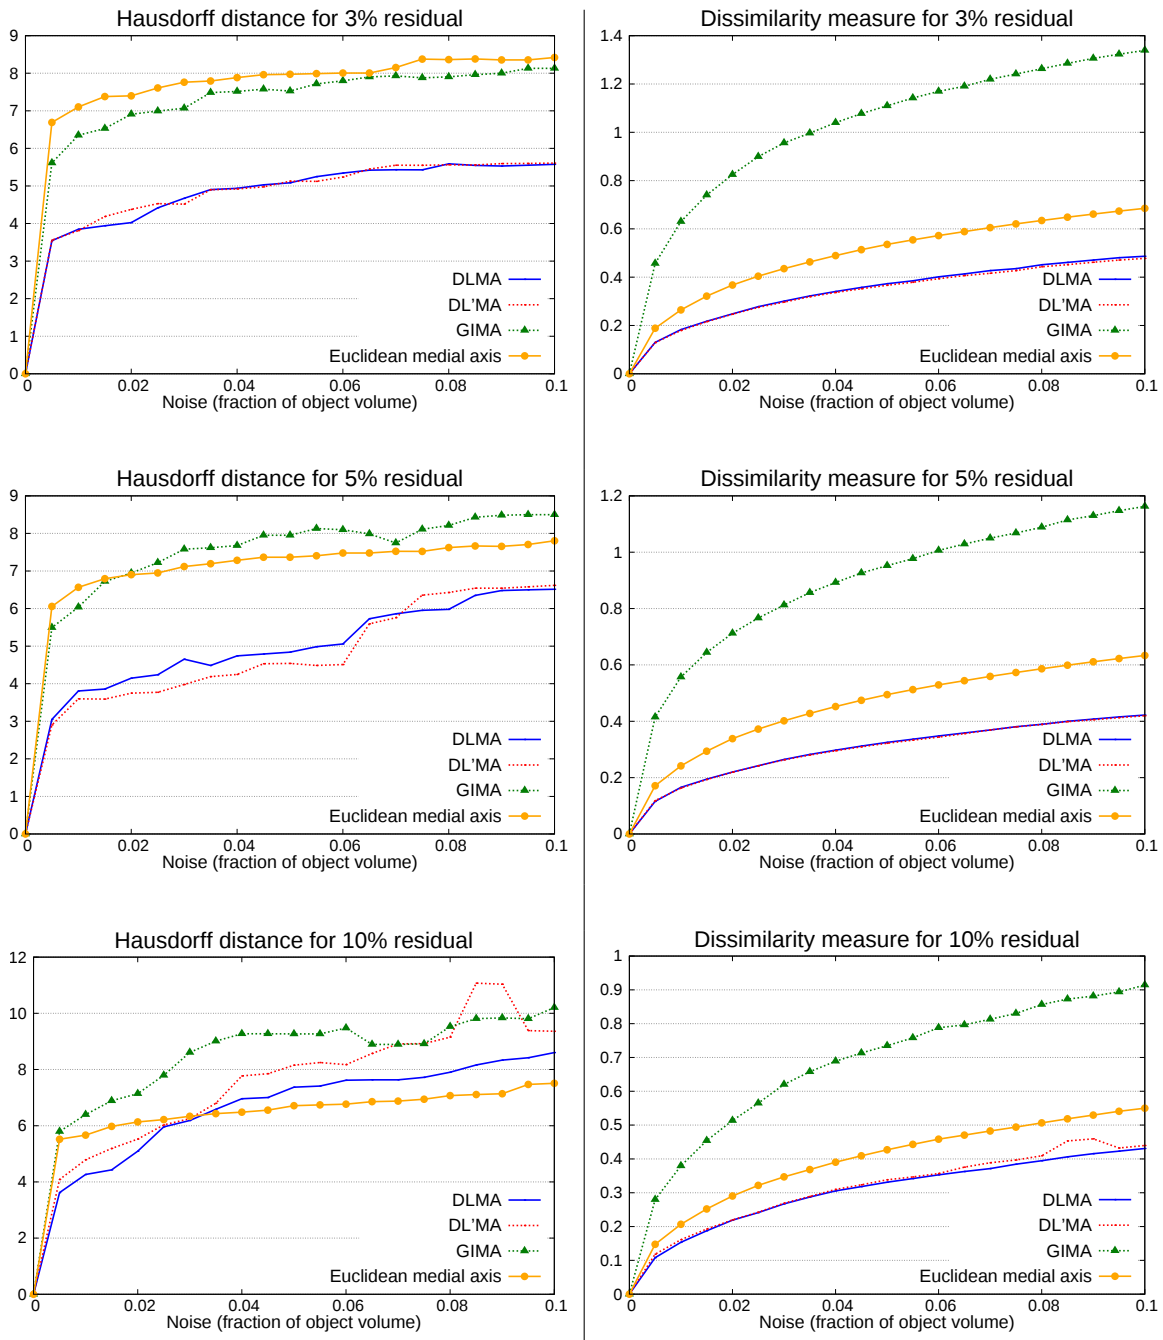 Hausdorff distance for 3% residual
9
8
7
6
5
4
3
2
1
0
0 0.02 0.04 0.06 0.08 0.1
DLMA
DL'MA
GIMA
Euclidean medial axis
Noise (fraction of object volume)
Dissimilarity measure for 3% residual
1.4
1.2
1
0.8
0.6
0.4
0.2
0
0 0.02 0.04 0.06 0.08 0.1
DLMA
DL'MA
GIMA
Euclidean medial axis
Noise (fraction of object volume)
Hausdorff distance for 5% residual
9
8
7
6
5
4
3
2
1
0
0 0.02 0.04 0.06 0.08 0.1
DLMA
DL'MA
GIMA
Euclidean medial axis
Noise (fraction of object volume)
Dissimilarity measure for 5% residual
1.2
1
0.8
0.6
0.4
0.2
0
0 0.02 0.04 0.06 0.08 0.1
DLMA
DL'MA
GIMA
Euclidean medial axis
Noise (fraction of object volume)
Hausdorff distance for 10% residual
12
10
8
6
4
2
0
0 0.02 0.04 0.06 0.08 0.1
DLMA
DL'MA
GIMA
Euclidean medial axis
Noise (fraction of object volume)
Dissimilarity measure for 10% residual
1
0.9
0.8
0.7
0.6
0.5
0.4
0.3
0.2
0.1
0
0 0.02 0.04 0.06 0.08 0.1
DLMA
DL'MA
GIMA
Euclidean medial axis
Noise (fraction of object volume)